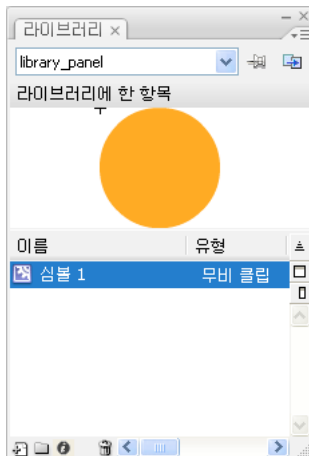 라이브러리
library_panel
라이브러리에 한 항목
이름 유형
심볼 1 무비 클립